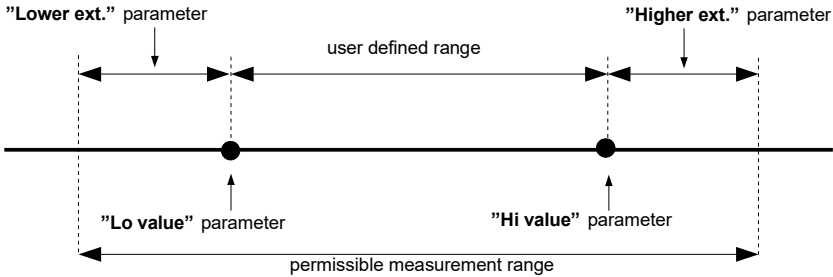 ”Lower ext.” parameter
”Higher ext.” parameter
user defined range
”Lo value” parameter
”Hi value” parameter
permissible measurement range